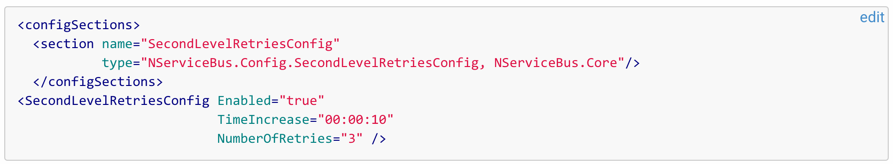 edit
<configSections>
  <section name="SecondLevelRetriesConfig"
           type="NServiceBus.Config.SecondLevelRetriesConfig, NServiceBus.Core"/>
  </configSections>
<SecondLevelRetriesConfig Enabled="true"
                          TimeIncrease="00:00:10"
                          NumberOfRetries="3" />